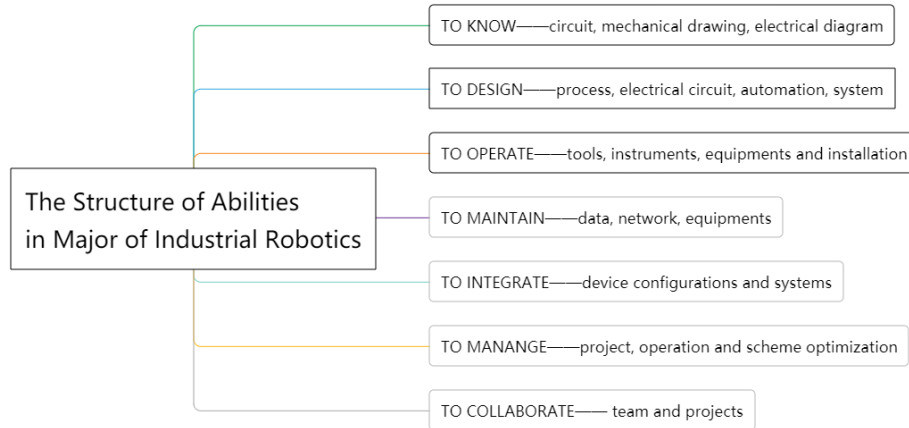 TO KNOW——circuit, mechanical drawing, electrical diagram
TO DESIGN——process, electrical circuit, automation, system
TO OPERATE——tools, instruments, equipments and installation
The Structure of Abilities
in Major of Industrial Robotics
TO MAINTAIN——data, network, equipments
TO INTEGRATE——device configurations and systems
TO MANANGE——project, operation and scheme optimization
TO COLLABORATE—— team and projects